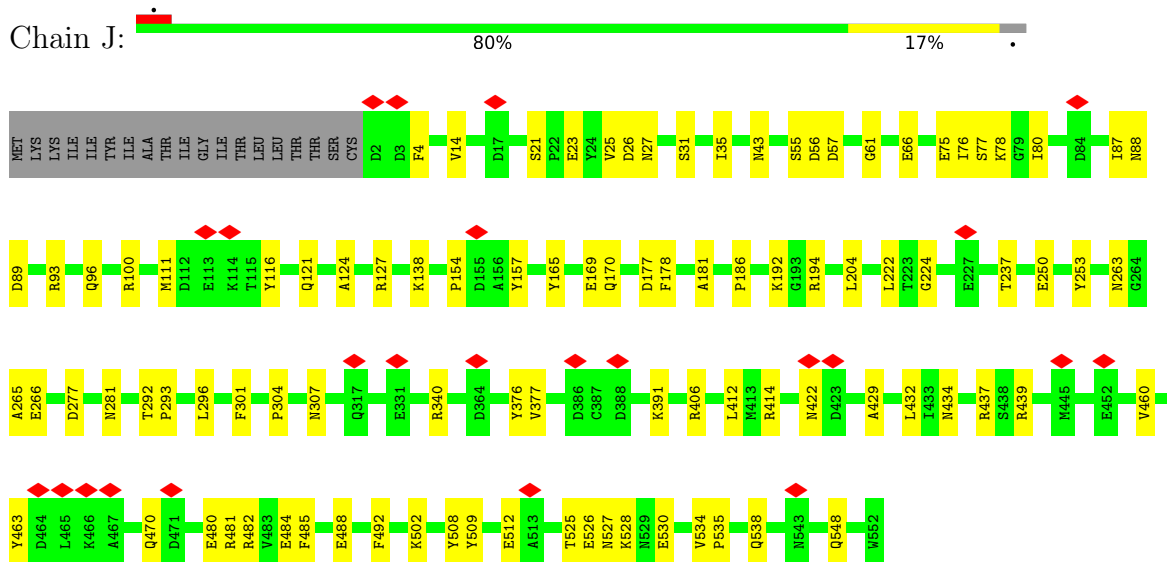 Chain J:
80% 17%
MET LYS LYS ILE ILE TYR ILE ALA THR ILE GLY ILE THR LEU LEU THR THR SER CYS D2 D3 F4 V14 D17 S21 P22 E23 Y24 V25 D26 N27 S31 I35 N43 S55 D56 D57 G61 E66 E75 I76 S77 K78 G79 I80 D84 I87 N88
D89 R93 Q96 R100 M111 D112 E113 K114 T115 Y116 Q121 A124 R127 K138 P154 D155 A156 Y157 Y165 E169 Q170 D177 F178 A181 P186 K192 G193 R194 L204 L222 T223 G224 E227 T237 E250 Y253 N263 G264
A265 E266 D277 N281 T292 P293 L296 F301 P304 N307 Q317 E331 R340 D364 Y376 V377 D386 C387 D388 K391 R406 L412 M413 R414 N422 D423 A429 L432 I433 N434 R437 S438 R439 M445 E452 V460
Y463 D464 L465 K466 A467 Q470 D471 E480 R481 R482 V483 E484 F485 E488 F492 K502 Y508 Y509 E512 A513 T525 E526 N527 K528 N529 E530 V534 P535 Q538 N543 Q548 W552